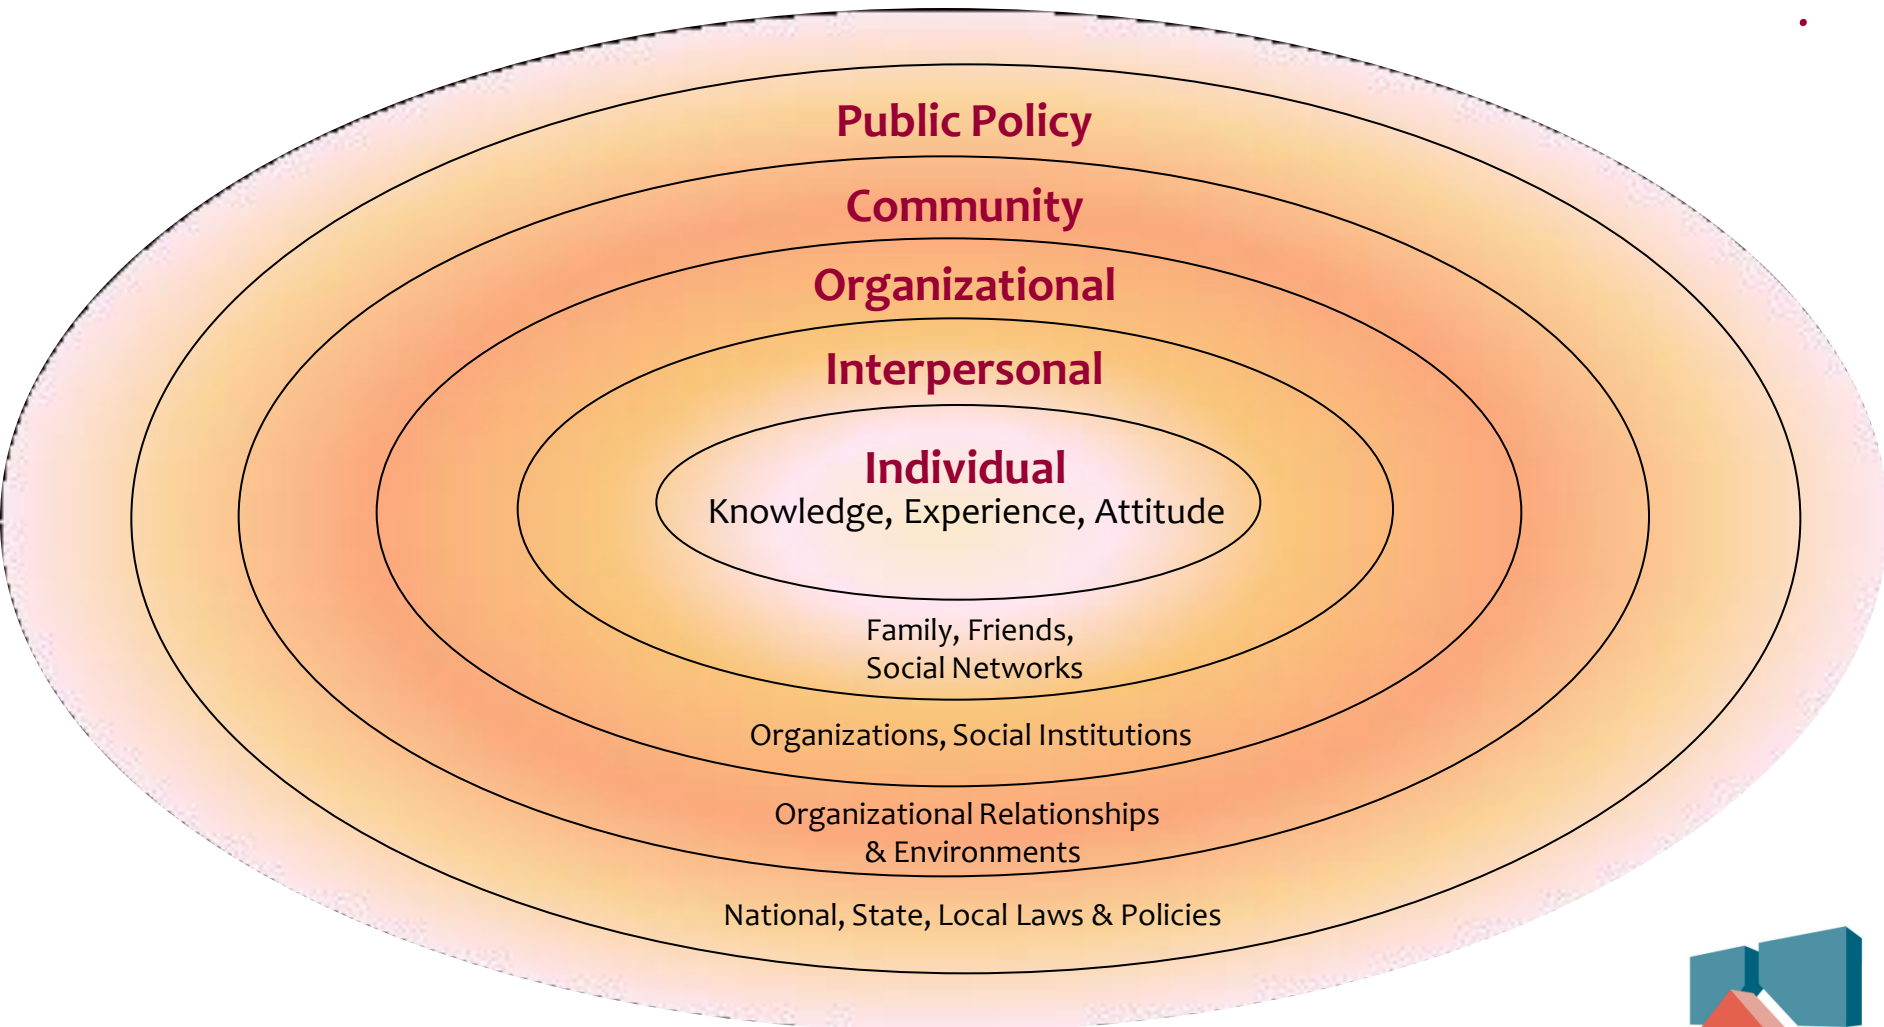 Public Policy
Community
Organizational
Interpersonal
Individual
Knowledge, Experience, Attitude
Family, Friends,
Social Networks
Organizations, Social Institutions
Organizational Relationships
& Environments
National, State, Local Laws & Policies